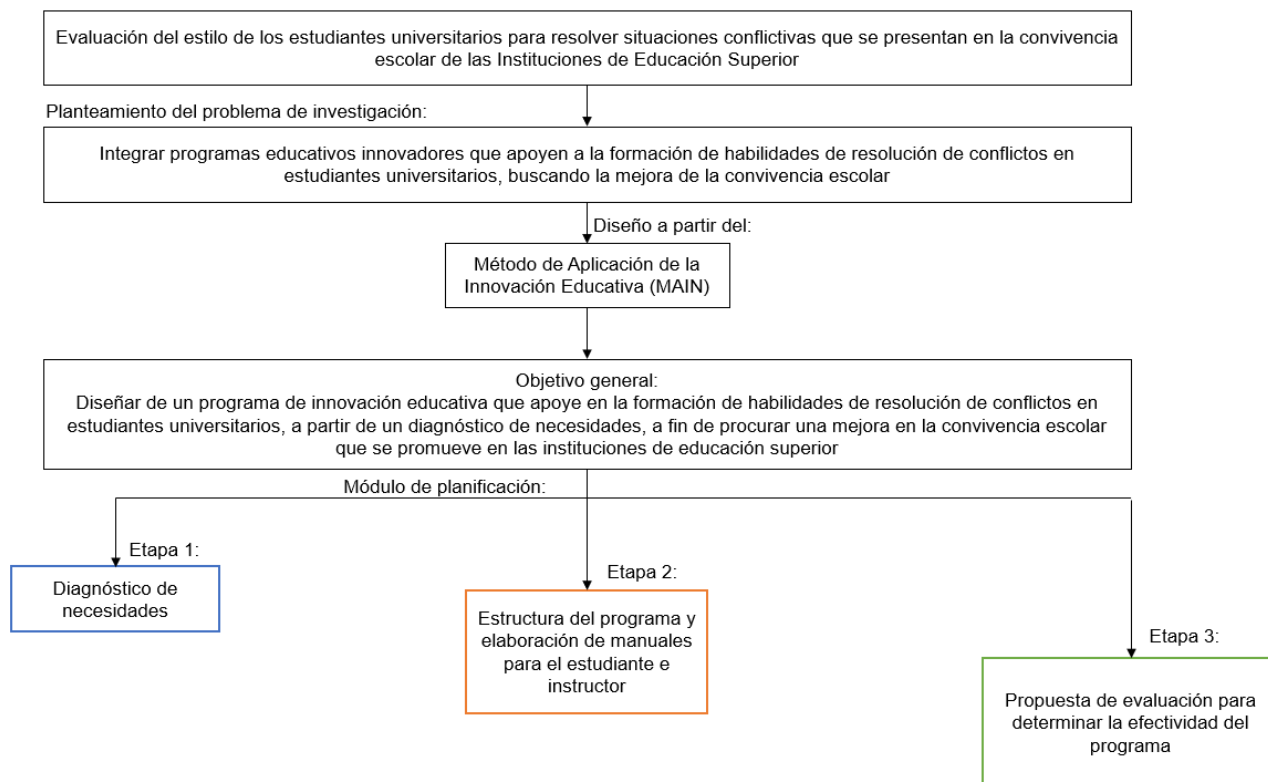 Evaluación del estilo de los estudiantes universitarios para resolver situaciones conflictivas que se presentan en la convivencia
escolar de las Instituciones de Educación Superior
Planteamiento del problema de investigación:
Integrar programas educativos innovadores que apoyen a la formación de habilidades de resolución de conflictos en
estudiantes universitarios, buscando la mejora de la convivencia escolar
Diseño a partir del:
Método de Aplicación de la
Innovación Educativa (MAIN)
Objetivo general:
Diseñar de un programa de innovación educativa que apoye en la formación de habilidades de resolución de conflictos en
estudiantes universitarios, a partir de un diagnóstico de necesidades, a fin de procurar una mejora en la convivencia escolar
que se promueve en las instituciones de educación superior
Módulo de planificación:
Etapa 1:
Diagnóstico de
necesidades
Etapa 2:
Estructura del programa y
elaboración de manuales
para el estudiante e
instructor
Etapa 3:
Propuesta de evaluación para
determinar la efectividad del
programa